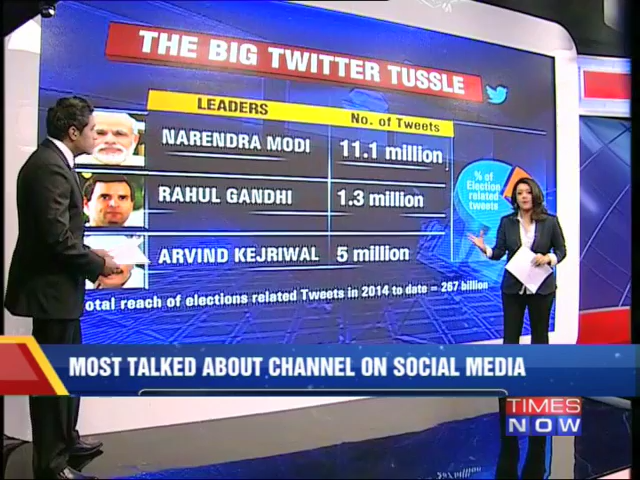 THE BIG TWITTER TUSSLE
LEADERS No. of Tweets
NARENDRA MODI 11.1 million
RAHUL GANDHI 1.3 million
ARVIND KEJRIWAL 5 million
% of
Election
related
tweets
otal reach of elections related Tweets in 2014 to date = 267 billion
MOST TALKED ABOUT CHANNEL ON SOCIAL MEDIA
TIMES
NOW